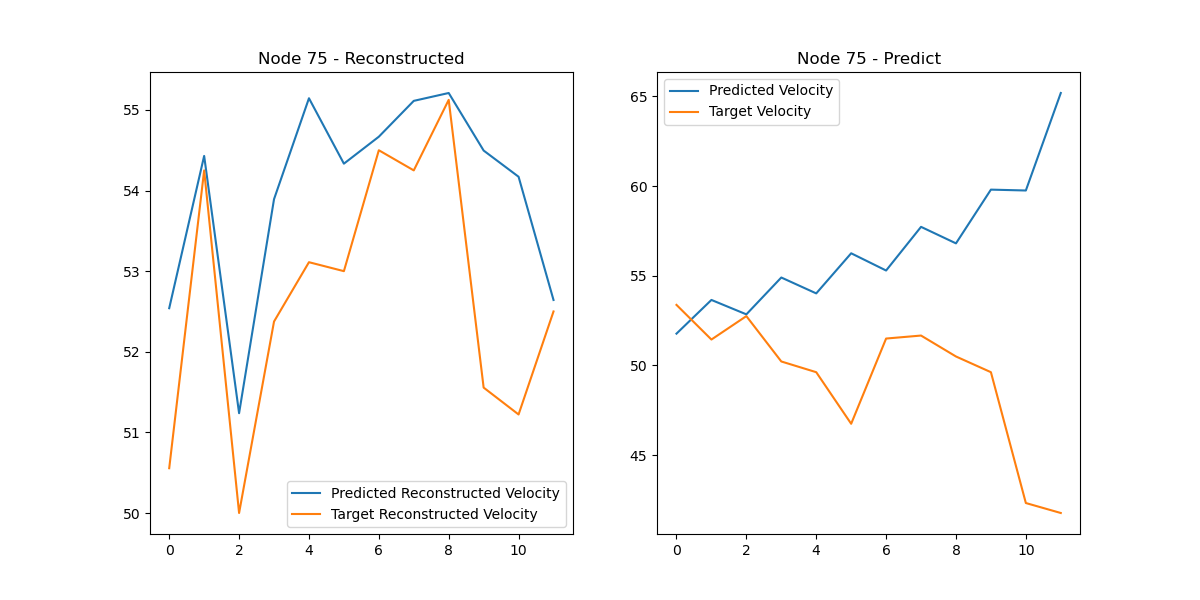 Node 75 - Reconstructed
55
54
53
52
51
50
0 2 4 6 8 10
Predicted Reconstructed Velocity
Target Reconstructed Velocity
Node 75 - Predict
Predicted Velocity
Target Velocity
65
60
55
50
45
0 2 4 6 8 10